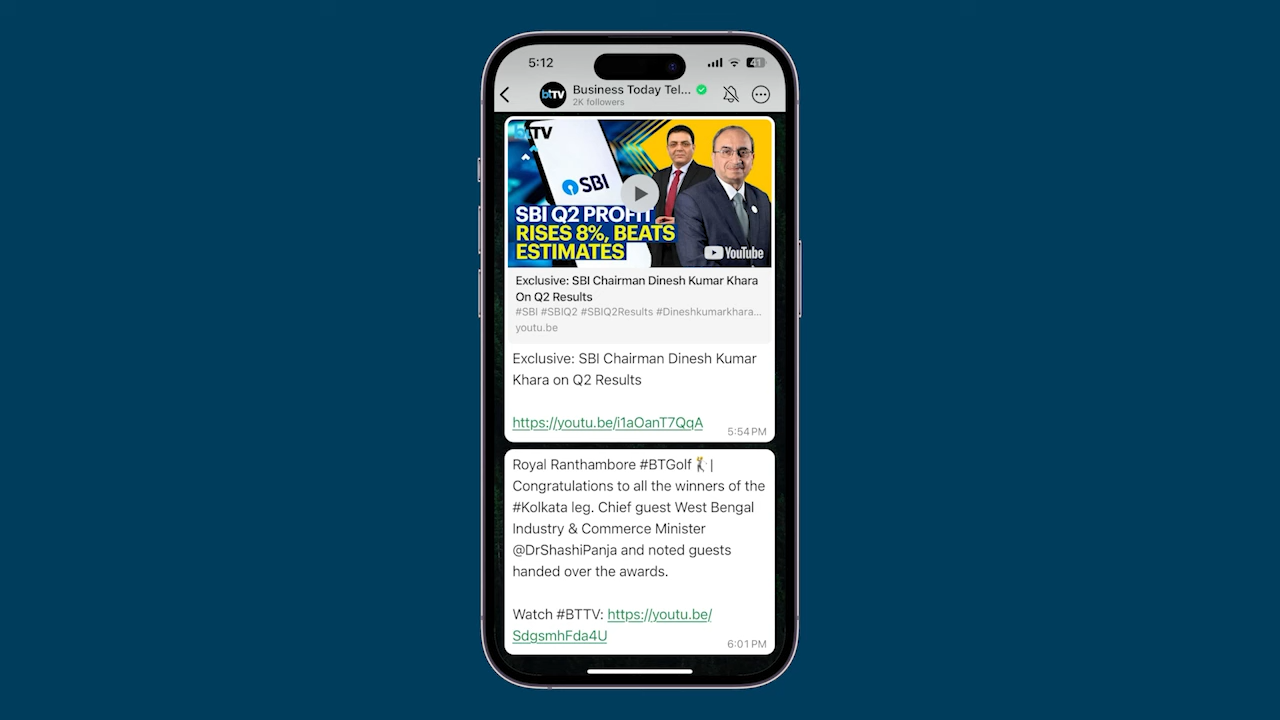 5:12
41
btTV
Business Today Tel...
2K followers
btTV
SBI
SBI Q2 PROFIT
RISES 8%, BEATS
ESTIMATES
YouTube
Exclusive: SBI Chairman Dinesh Kumar Khara
On Q2 Results
#SBI #SBIQ2 #SBIQ2Results #Dineshkumarkhara...
youtu.be
Exclusive: SBI Chairman Dinesh Kumar
Khara on Q2 Results
https://youtu.be/i1aOanT7QqA
5:54 PM
Royal Ranthambore #BTGolf🏌|
Congratulations to all the winners of the
#Kolkata leg. Chief guest West Bengal
Industry & Commerce Minister
@DrShashiPanja and noted guests
handed over the awards.
Watch #BTTV: https://youtu.be/
SdgsmhFda4U
6:01 PM